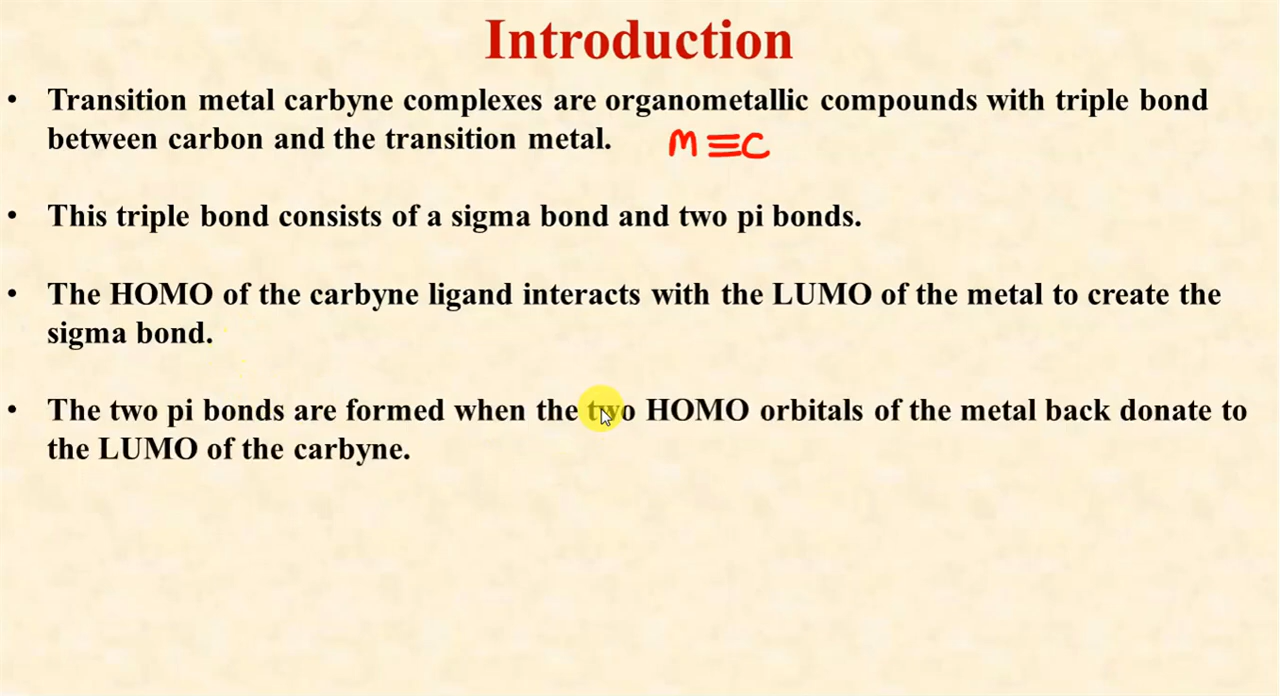 Introduction
• Transition metal carbyne complexes are organometallic compounds with triple bond
between carbon and the transition metal. M≡C
• This triple bond consists of a sigma bond and two pi bonds.
• The HOMO of the carbyne ligand interacts with the LUMO of the metal to create the
sigma bond.
• The two pi bonds are formed when the two HOMO orbitals of the metal back donate to
the LUMO of the carbyne.